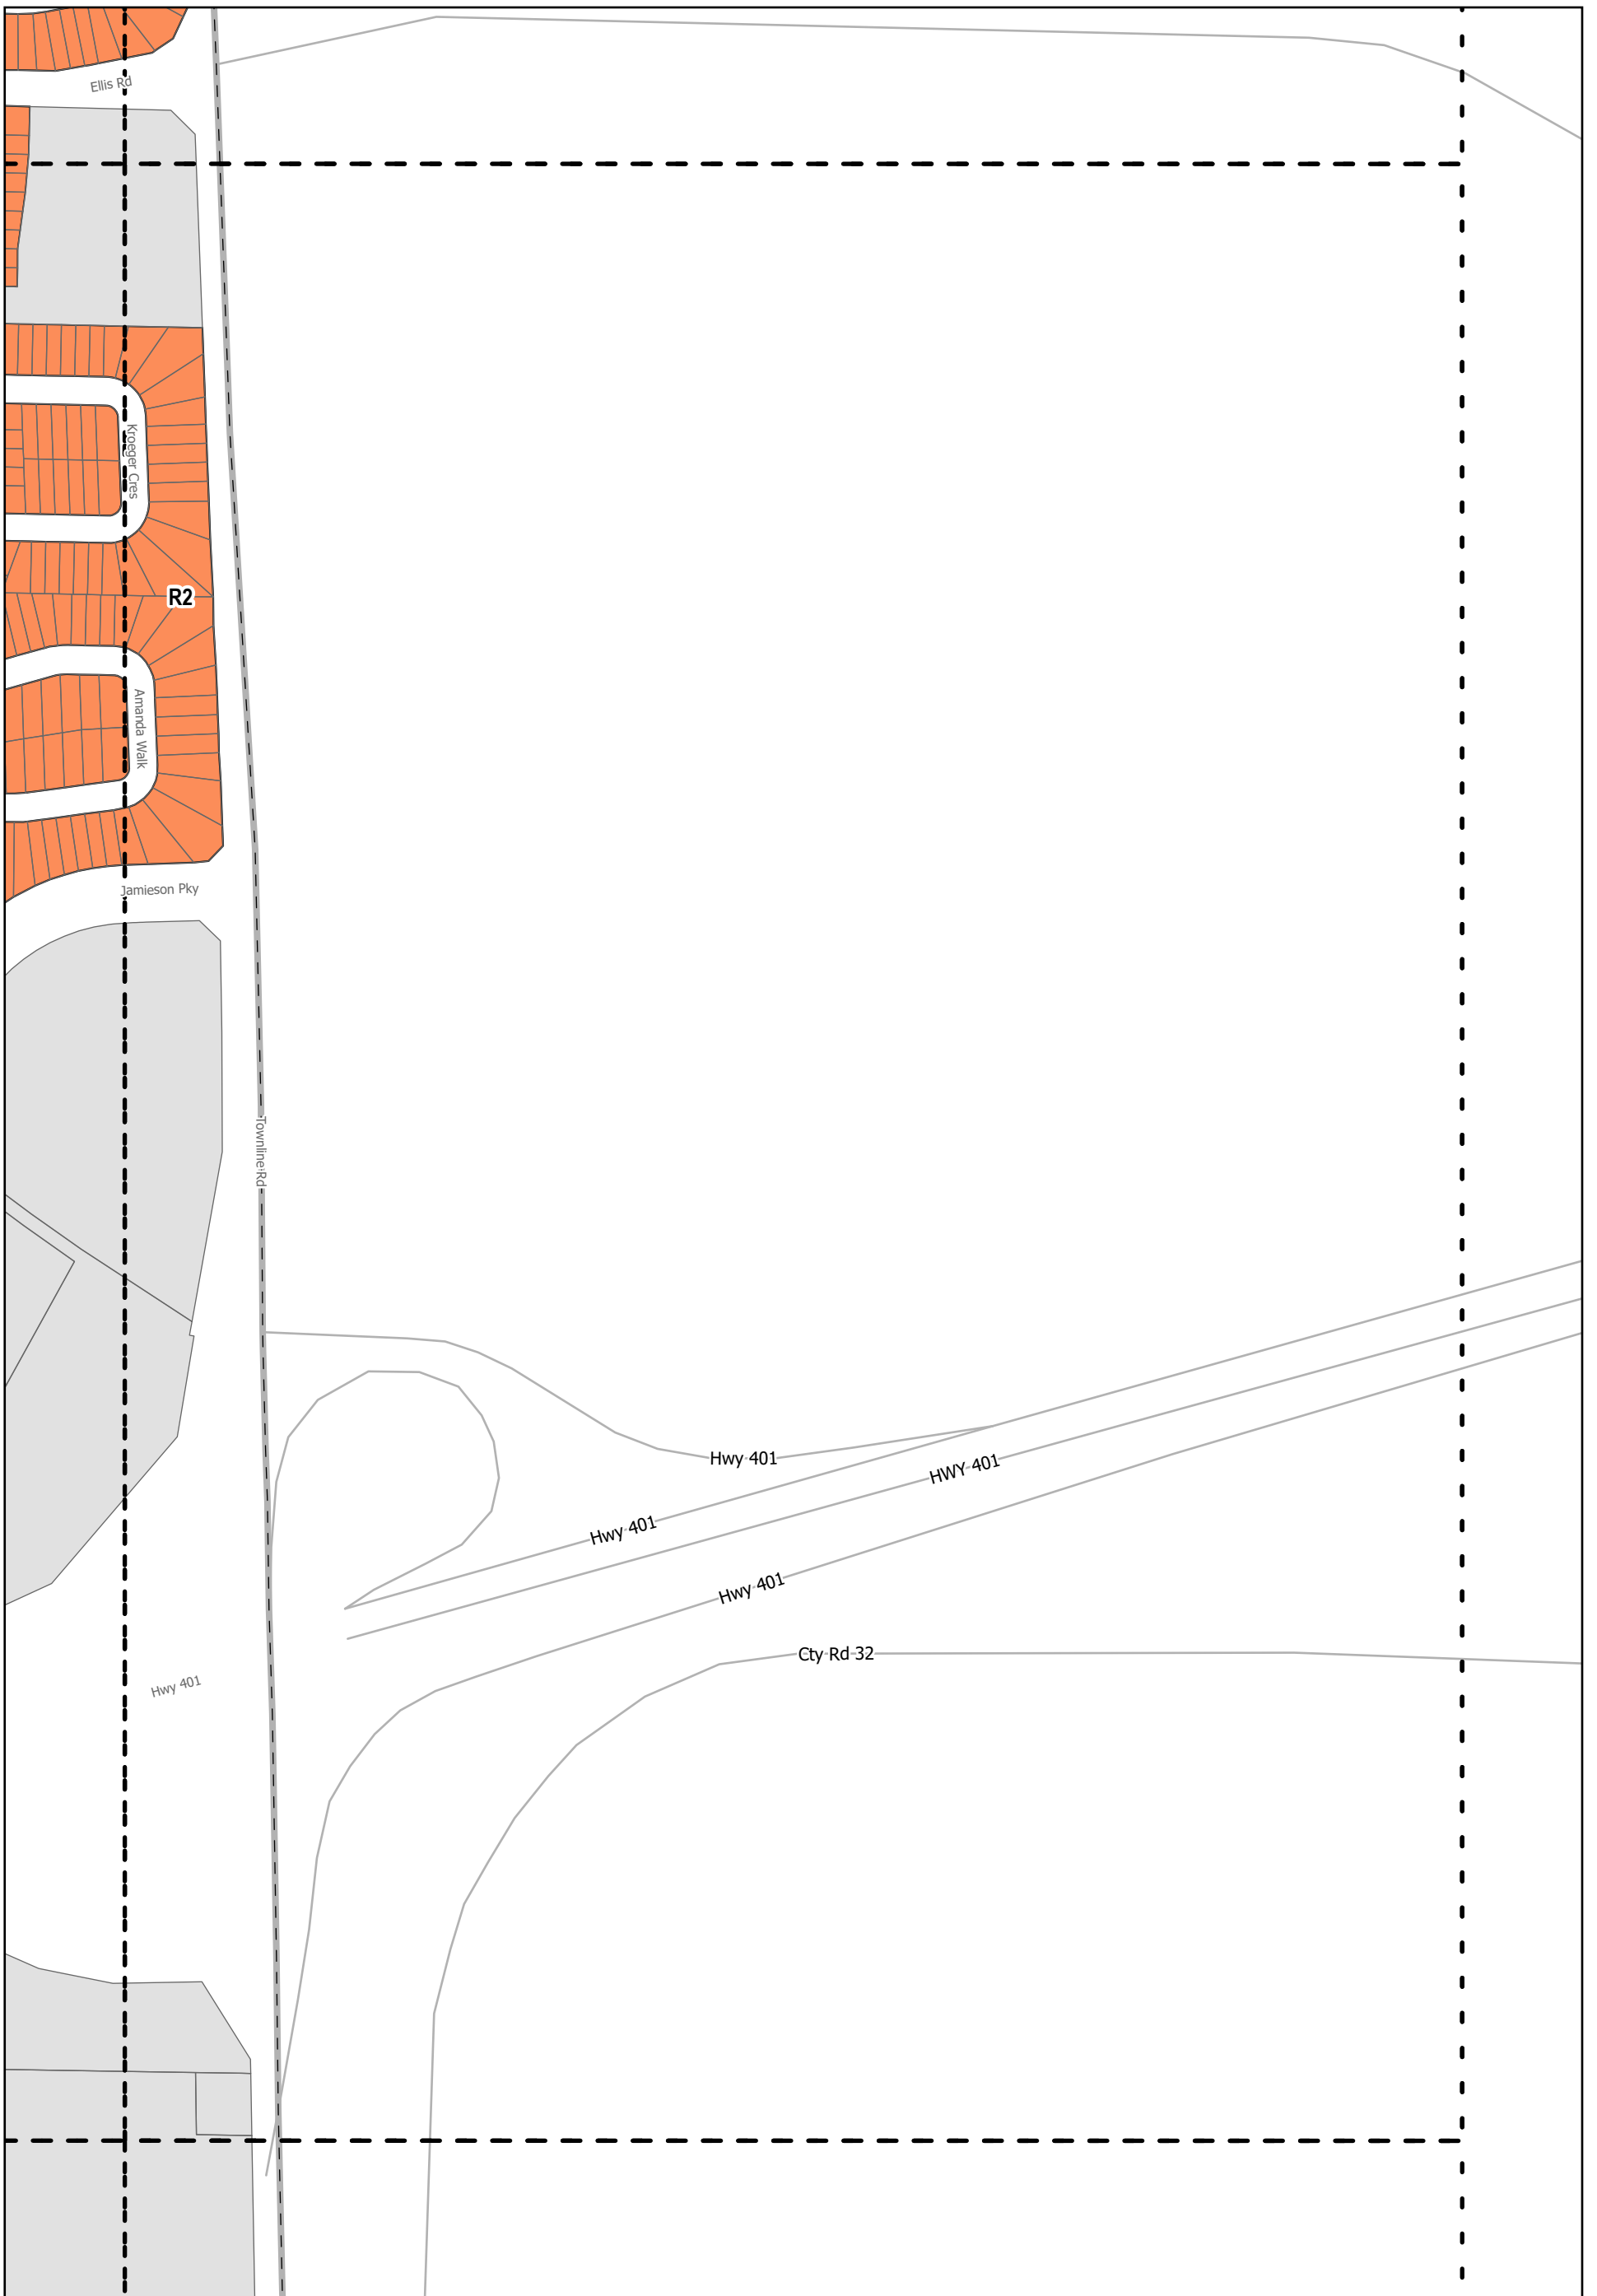 Ellis Rd
Kroeger Cres
R2
Amanda Walk
Jamieson Pky
Townline Rd
Hwy 401
HWY 401
Hwy 401
Hwy 401
Cty Rd 32
Hwy 401